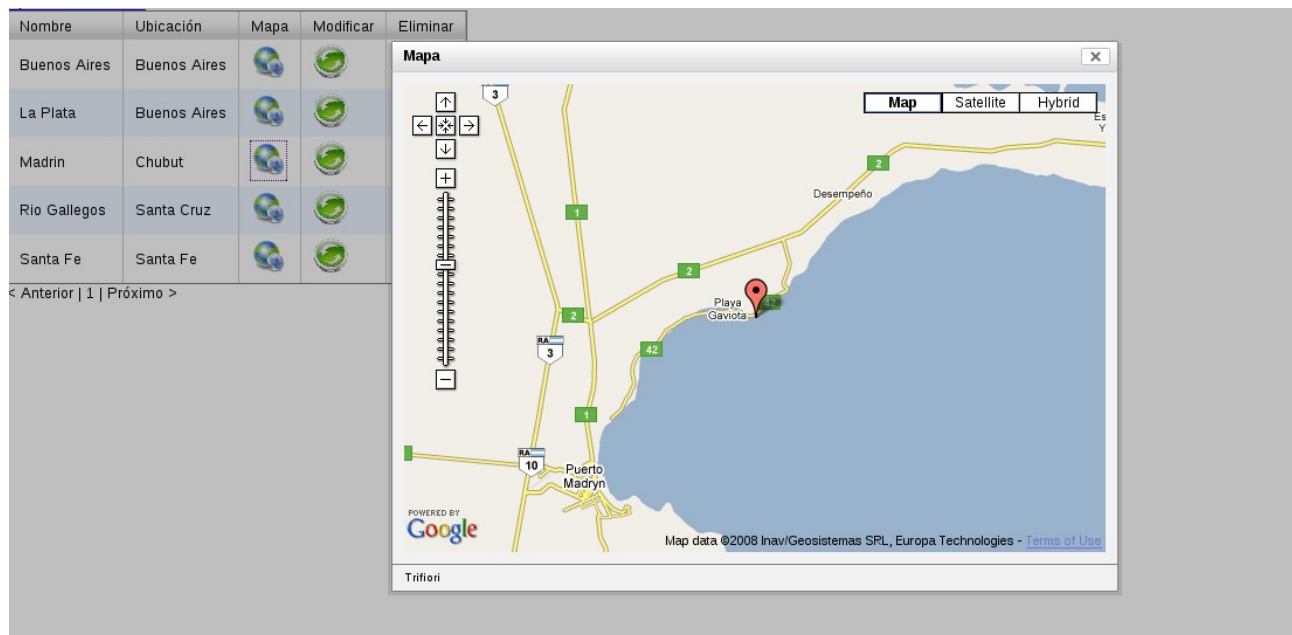 Nombre Ubicación Mapa Modificar Eliminar
Buenos Aires Buenos Aires
La Plata Buenos Aires
Madrin Chubut
Rio Gallegos Santa Cruz
Santa Fe Santa Fe
< Anterior | 1 | Próximo >
Mapa
3
Map Satellite Hybrid
Es
Y
2
Desempeño
1
2
Playa
Gaviota
42
2
RA
3
42
1
RA
10
Puerto
Madryn
POWERED BY
Google
Map data ©2008 Inav/Geosistemas SRL, Europa Technologies - Terms of Use
Trifiori